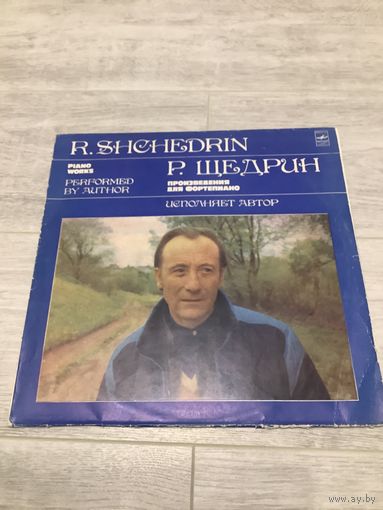 R. SHCHEDRIN
PIANO
WORKS
PERFORMED
BY AUTHOR
Р. ЩЕДРИН
ПРОИЗВЕДЕНИЯ
ДЛЯ ФОРТЕПИАНО
ИСПОЛНЯЕТ АВТОР
www.ay.by